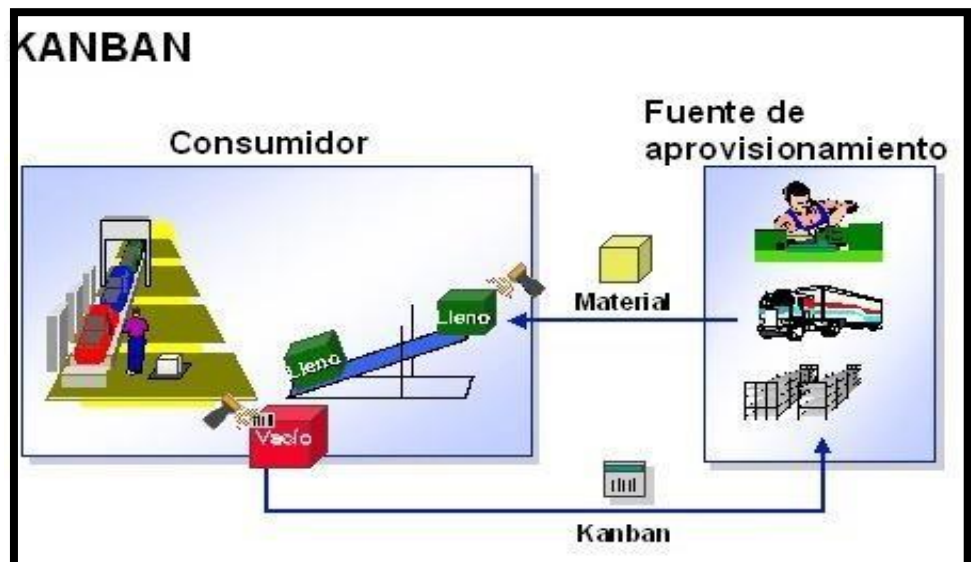 KANBAN
Consumidor
Fuente de
aprovisionamiento
Material
Lleno
Lleno
Vacío
Kanban